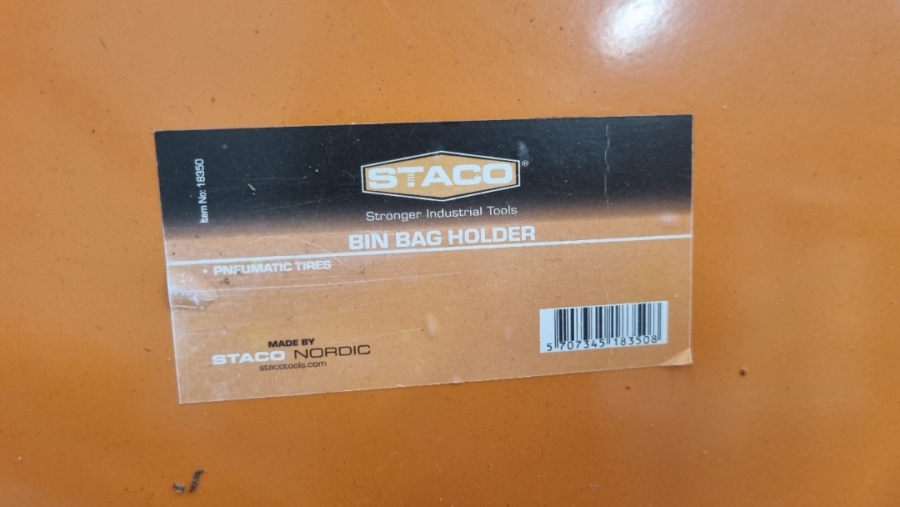 Item No: 18350
STACO®
Stronger Industrial Tools
BIN BAG HOLDER
• PNEUMATIC TIRES
MADE BY
STACO NORDIC
stacotools.com
5 707345 183508